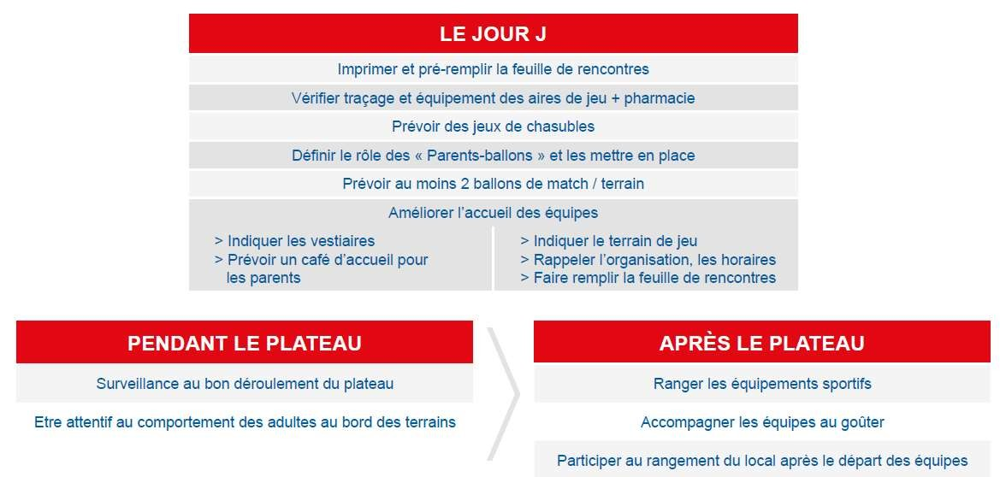 LE JOUR J
Imprimer et pré-remplir la feuille de rencontres
Vérifier traçage et équipement des aires de jeu + pharmacie
Prévoir des jeux de chasubles
Définir le rôle des « Parents-ballons » et les mettre en place
Prévoir au moins 2 ballons de match / terrain
Améliorer l’accueil des équipes
> Indiquer les vestiaires
> Prévoir un café d’accueil pour
les parents
> Indiquer le terrain de jeu
> Rappeler l’organisation, les horaires
> Faire remplir la feuille de rencontres
PENDANT LE PLATEAU
Surveillance au bon déroulement du plateau
Etre attentif au comportement des adultes au bord des terrains
APRÈS LE PLATEAU
Ranger les équipements sportifs
Accompagner les équipes au goûter
Participer au rangement du local après le départ des équipes